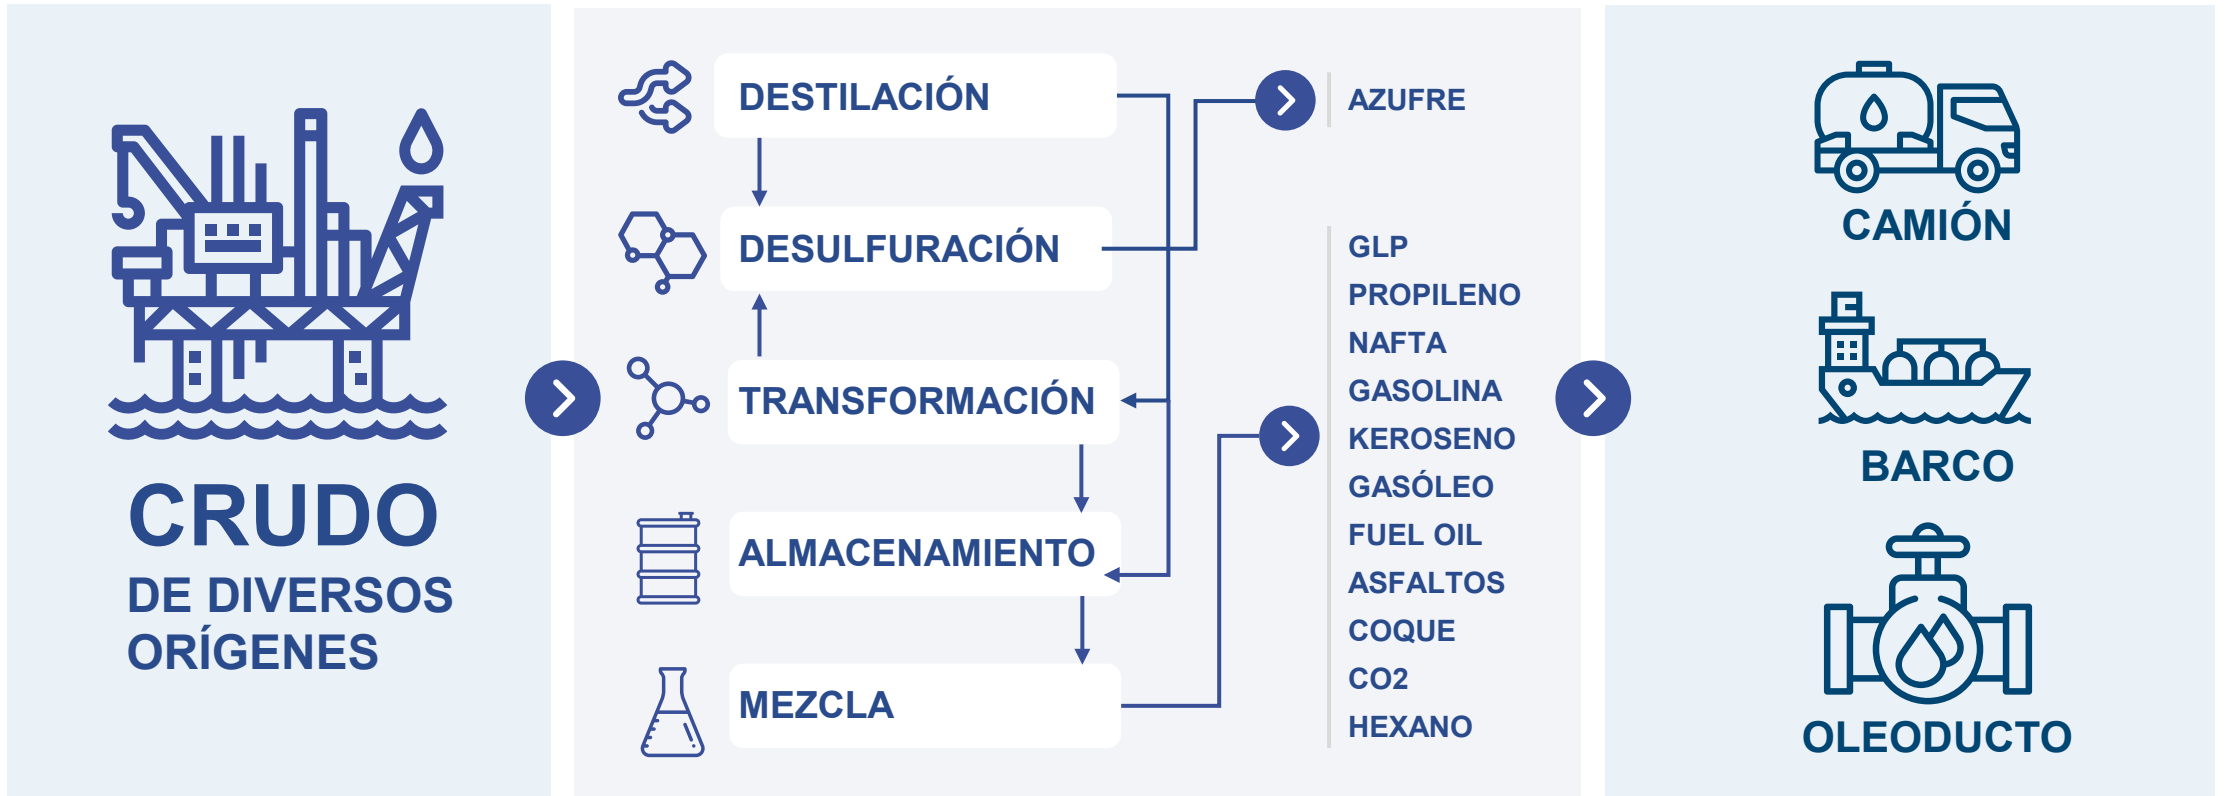 CRUDO
DE DIVERSOS
ORÍGENES
DESTILACIÓN
DESULFURACIÓN
TRANSFORMACIÓN
ALMACENAMIENTO
MEZCLA
AZUFRE
GLP
PROPILENO
NAFTA
GASOLINA
KEROSENO
GASÓLEO
FUEL OIL
ASFALTOS
COQUE
CO2
HEXANO
CAMIÓN
BARCO
OLEODUCTO